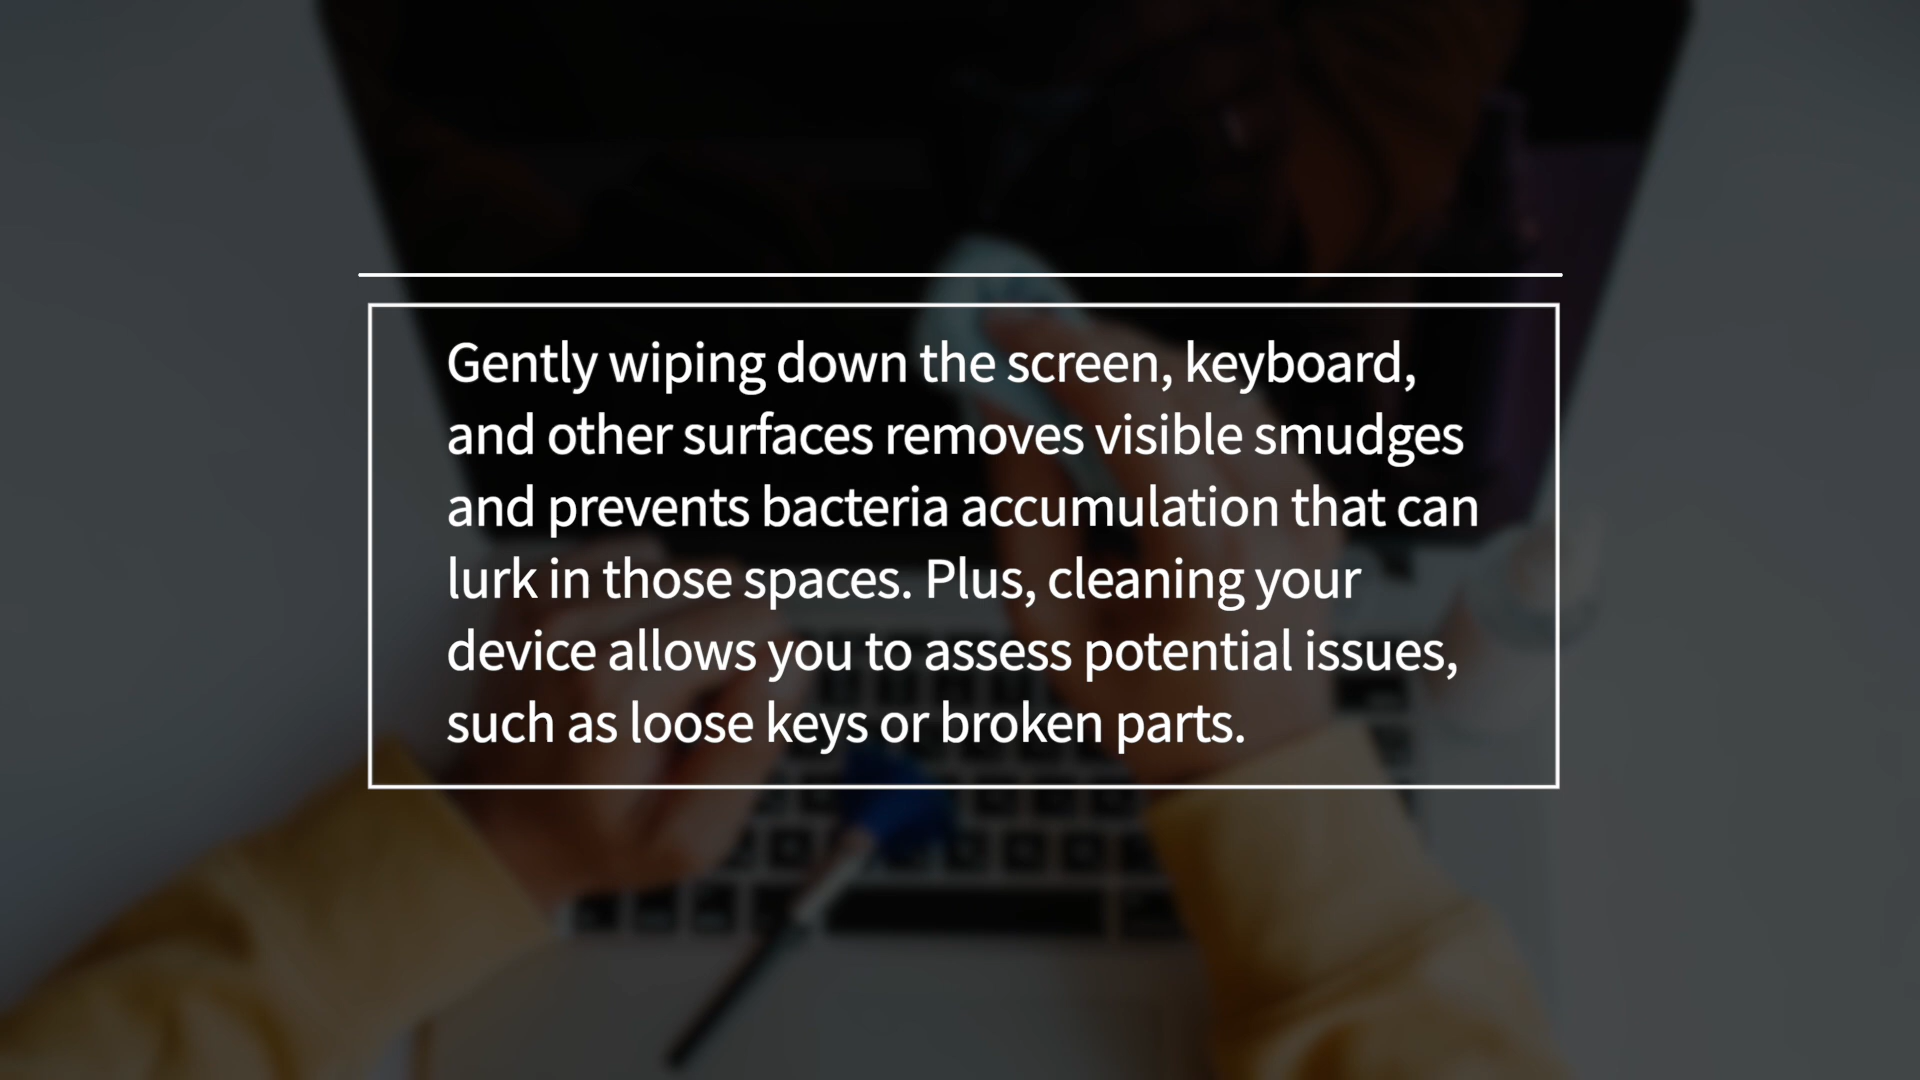 Gently wiping down the screen, keyboard,
and other surfaces removes visible smudges
and prevents bacteria accumulation that can
lurk in those spaces. Plus, cleaning your
device allows you to assess potential issues,
such as loose keys or broken parts.